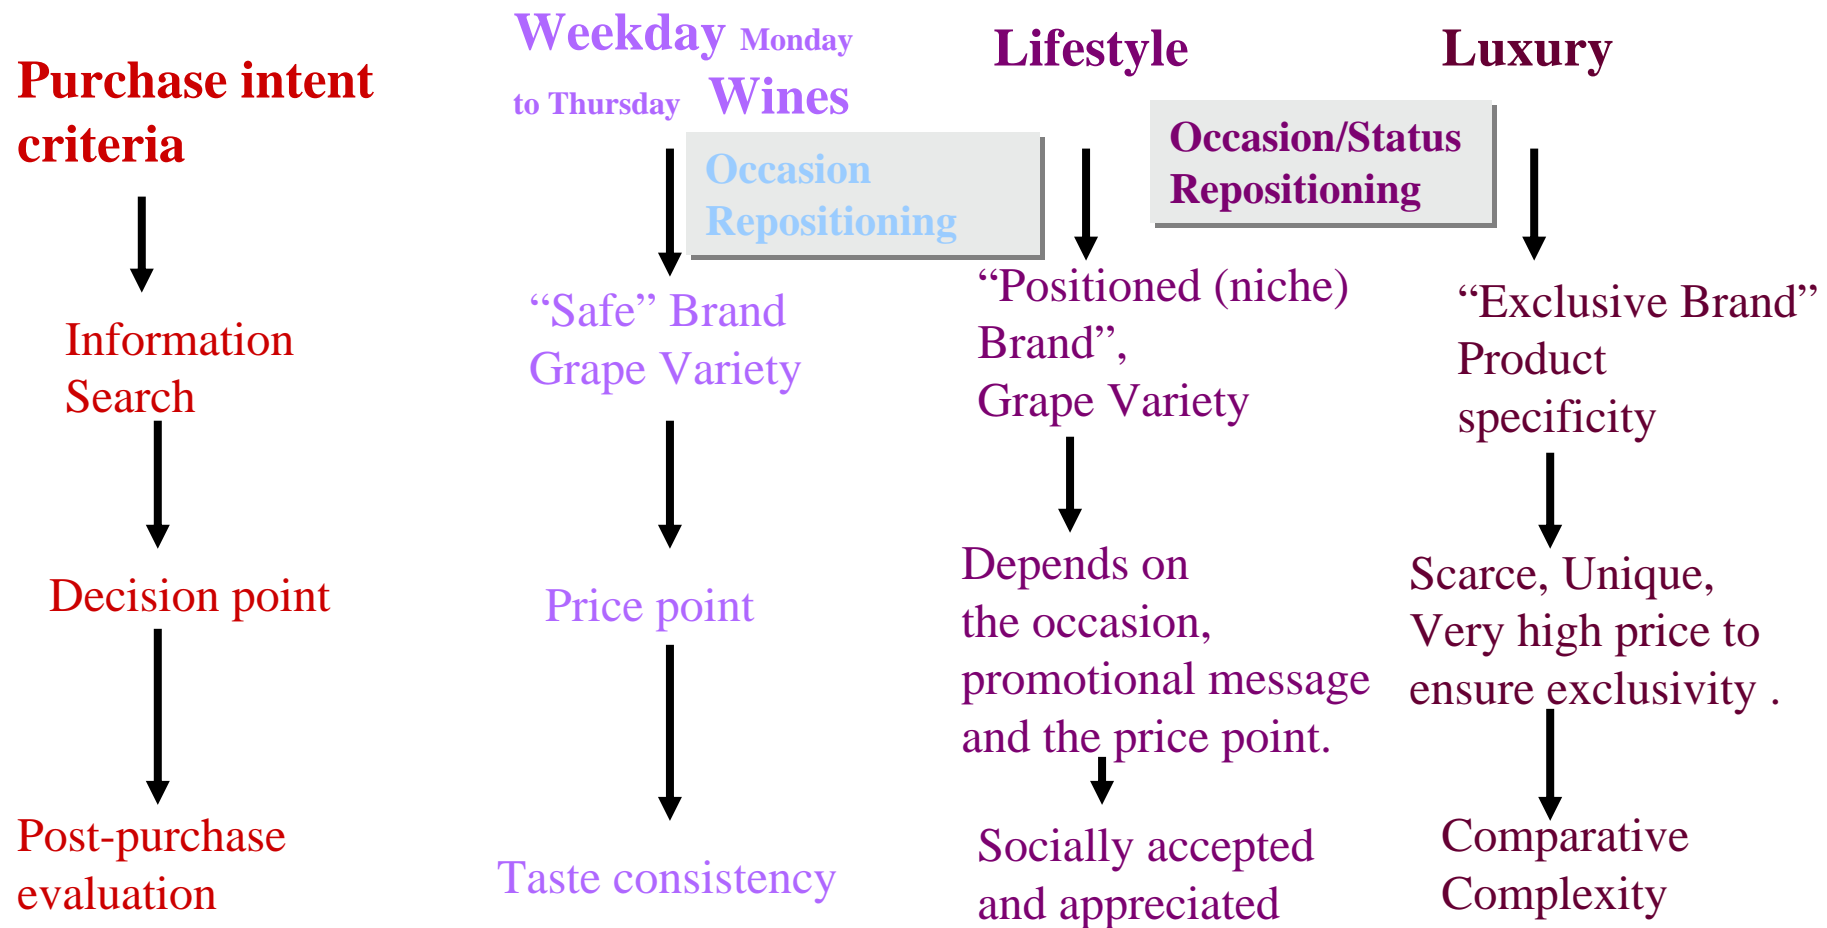 Purchase intent
criteria
Information
Search
Decision point
Post-purchase
evaluation
Weekday Monday
to Thursday Wines
Occasion
Repositioning
“Safe” Brand
Grape Variety
Price point
Taste consistency
Lifestyle
Occasion/Status
Repositioning
“Positioned (niche)
Brand”,
Grape Variety
Depends on
the occasion,
promotional message
and the price point.
Socially accepted
and appreciated
Luxury
“Exclusive Brand”
Product
specificity
Scarce, Unique,
Very high price to
ensure exclusivity .
Comparative
Complexity